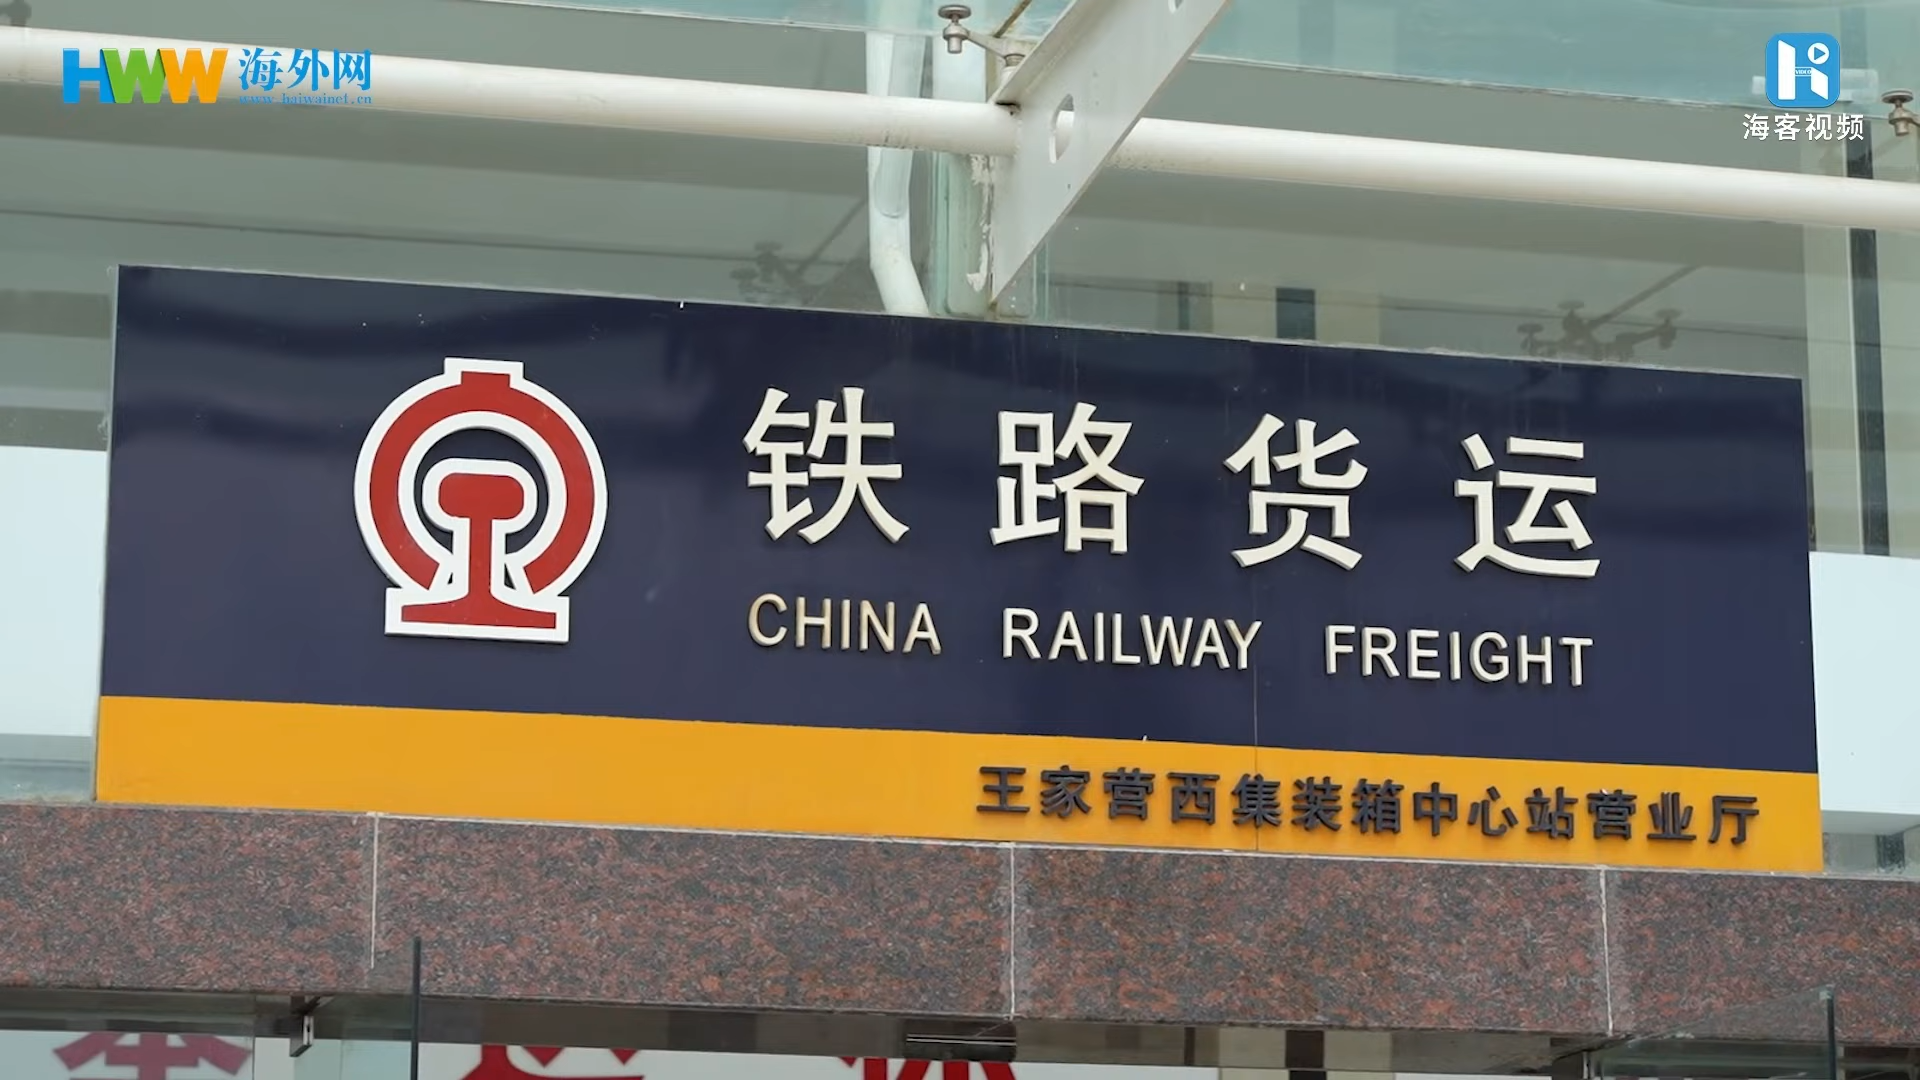 HWW 海外网
www.haiwainet.cn
海客视频
铁路货运
CHINA RAILWAY FREIGHT
王家营西集装箱中心站营业厅